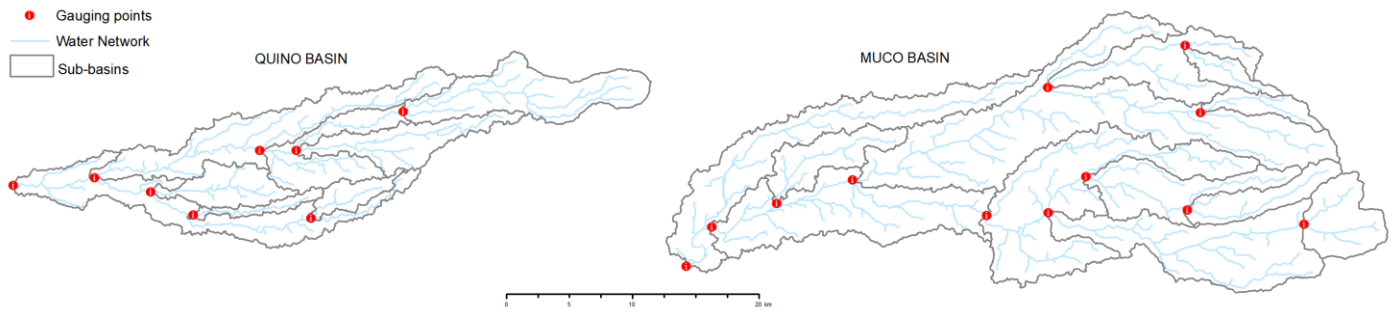 Gauging points
Water Network
Sub-basins
QUINO BASIN
MUCO BASIN
0 5 10 20 km